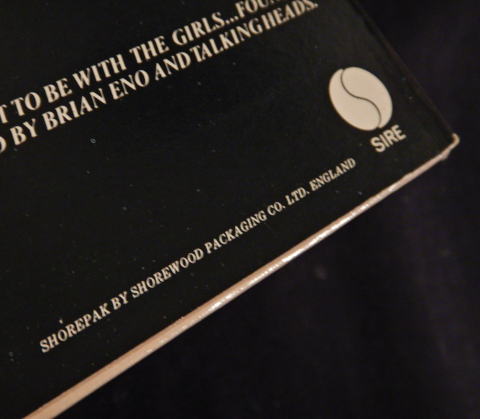 T TO BE WITH THE GIRLS...FOUN
D BY BRIAN ENO AND TALKING HEADS.
SIRE
SHOREPAK BY SHOREWOOD PACKAGING CO. LTD. ENGLAND